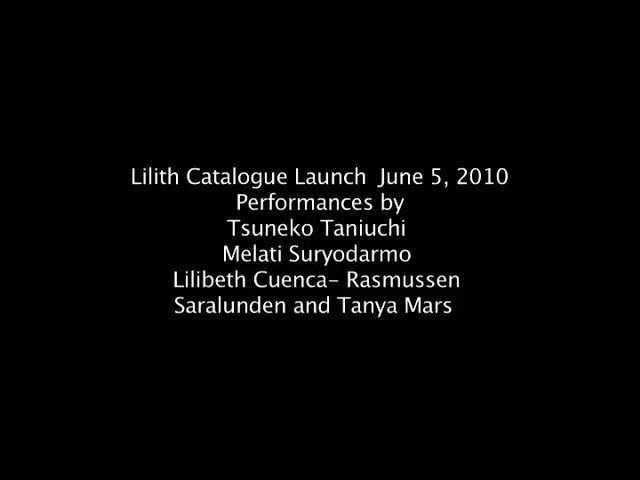 Lilith Catalogue Launch  June 5, 2010
Performances by
Tsuneko Taniuchi
Melati Suryodarmo
Lilibeth Cuenca- Rasmussen
Saralunden and Tanya Mars